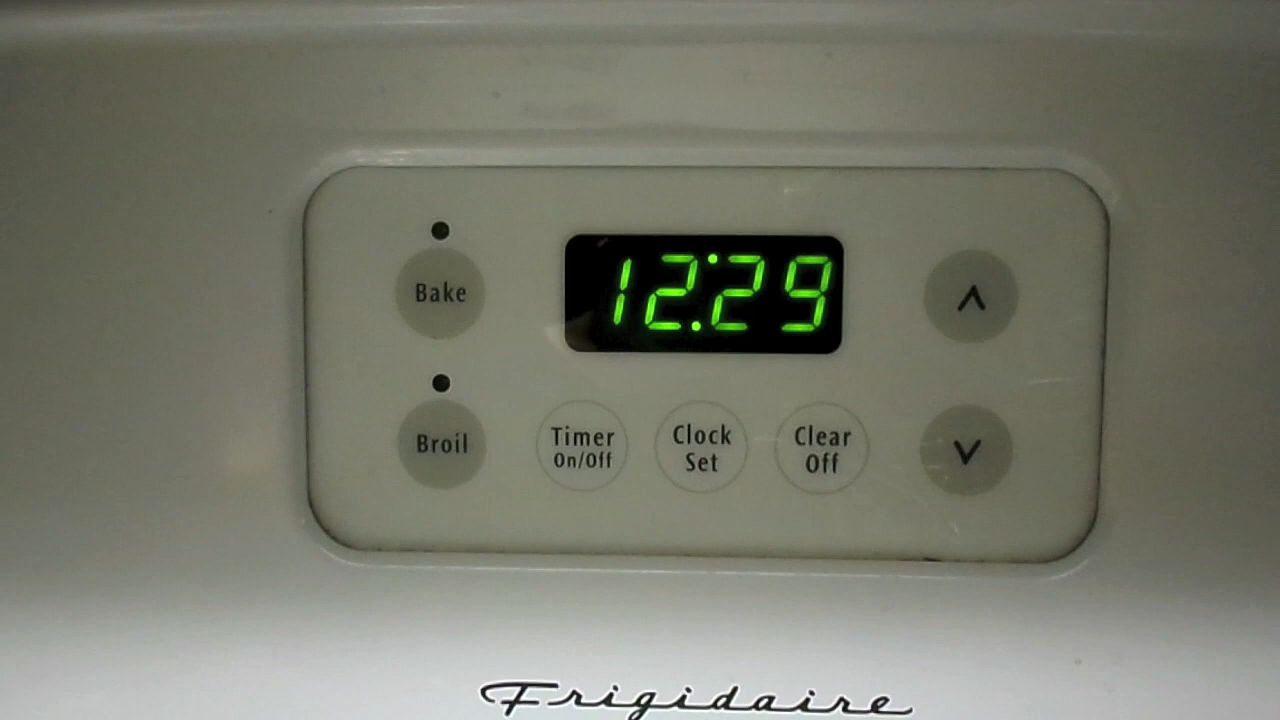 Bake
12:29
Broil
Timer
On/Off
Clock
Set
Clear
Off
Frigidaire